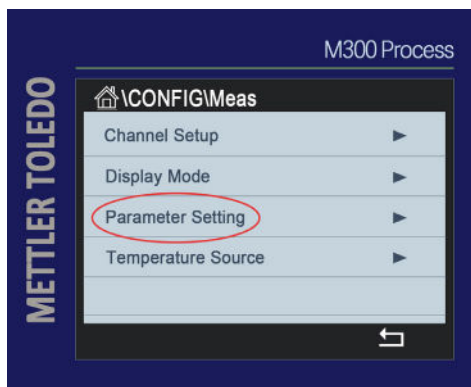 M300 Process
METTLER TOLEDO
\CONFIG\Meas
Channel Setup
Display Mode
Parameter Setting
Temperature Source